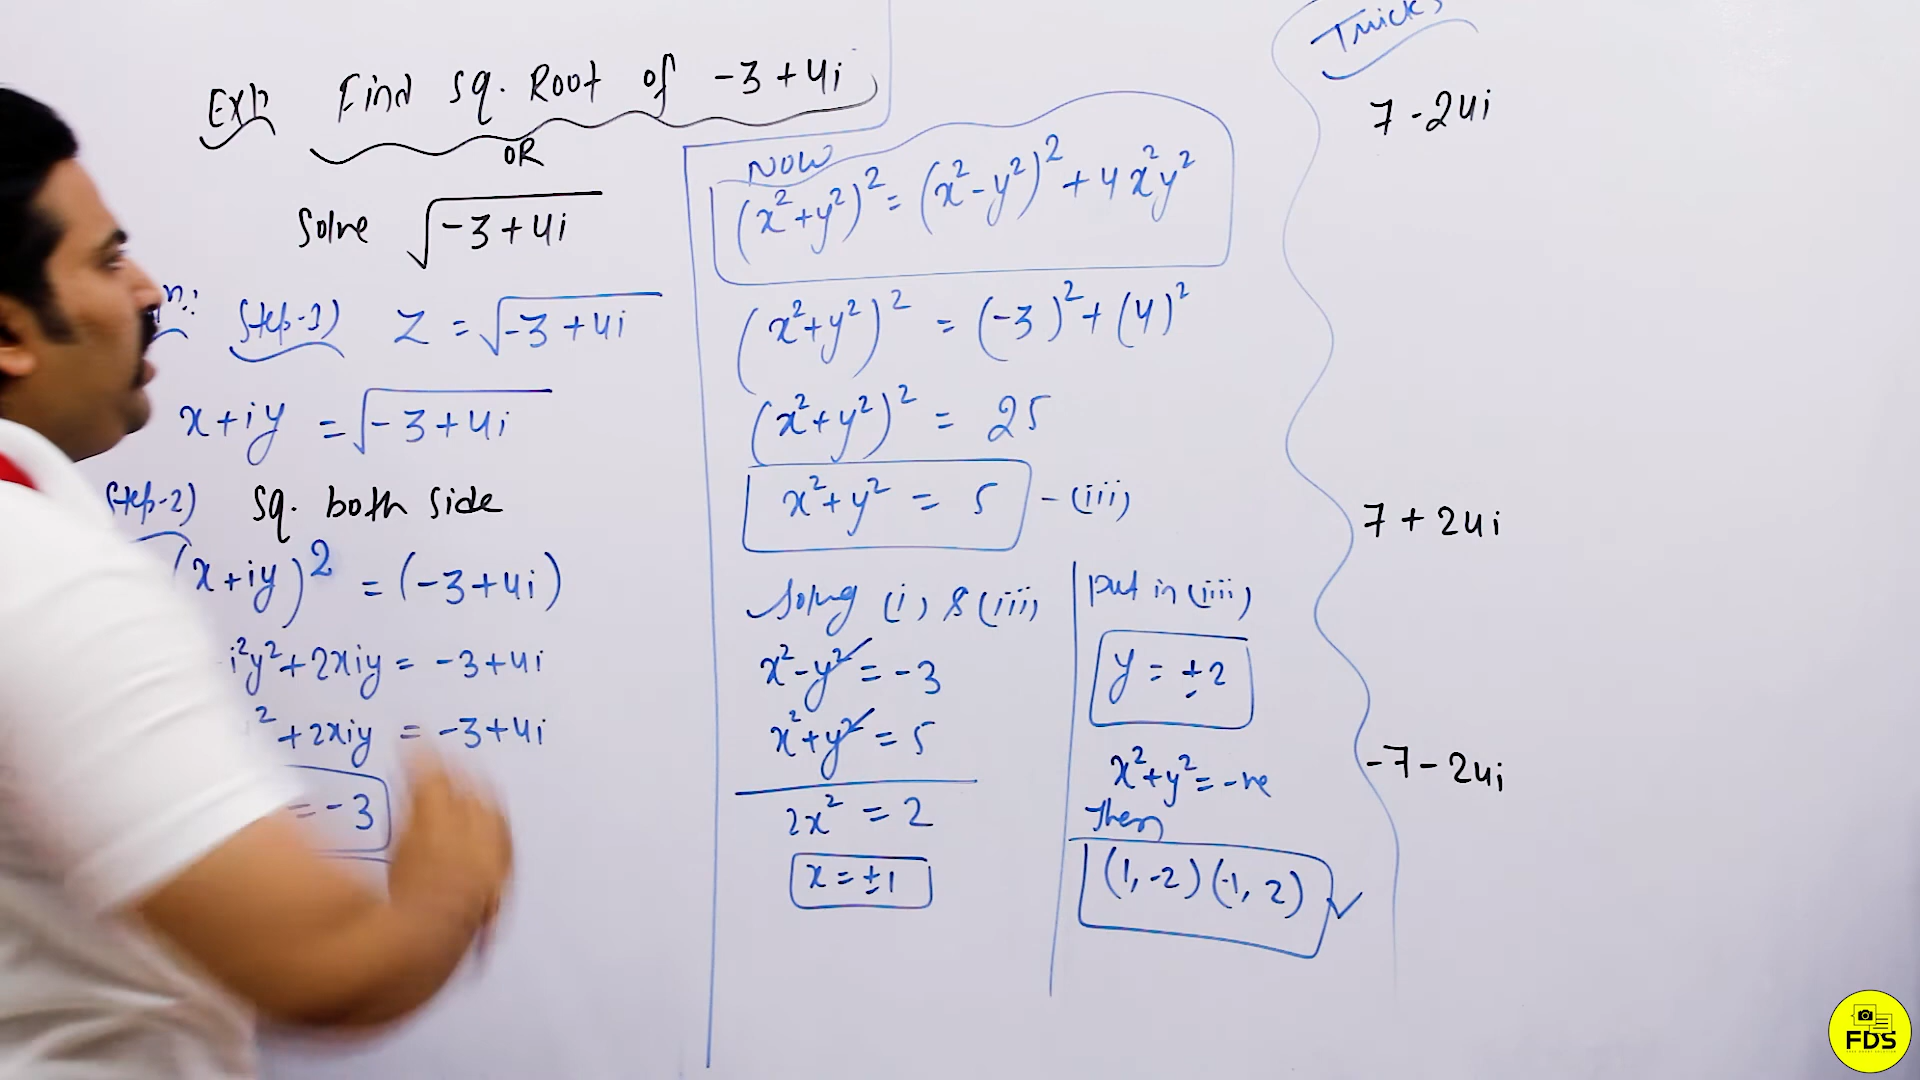 Ex1: Find sq. Root of -3+4i
OR
Solve √-3+4i
n.: Step-1) Z = √-3+4i
x+iy = √-3+4i
Step-2) Sq. both side
(x+iy)² = (-3+4i)
i²y²+2xiy = -3+4i
²+2xiy = -3+4i
= -3
NOW
(x²+y²)² = (x²-y²)²+4x²y²
(x²+y²)² = (-3)²+(4)²
(x²+y²)² = 25
x²+y² = 5 -(iii)
Solving (i) & (iii)
x²-y² = -3
x²+y² = 5
2x² = 2
x = ±1
put in (iii)
y = ±2
x²+y² = -ve
Then
(1,-2) (-1, 2)
Trick
7-24i
7+24i
-7-24i
FDS